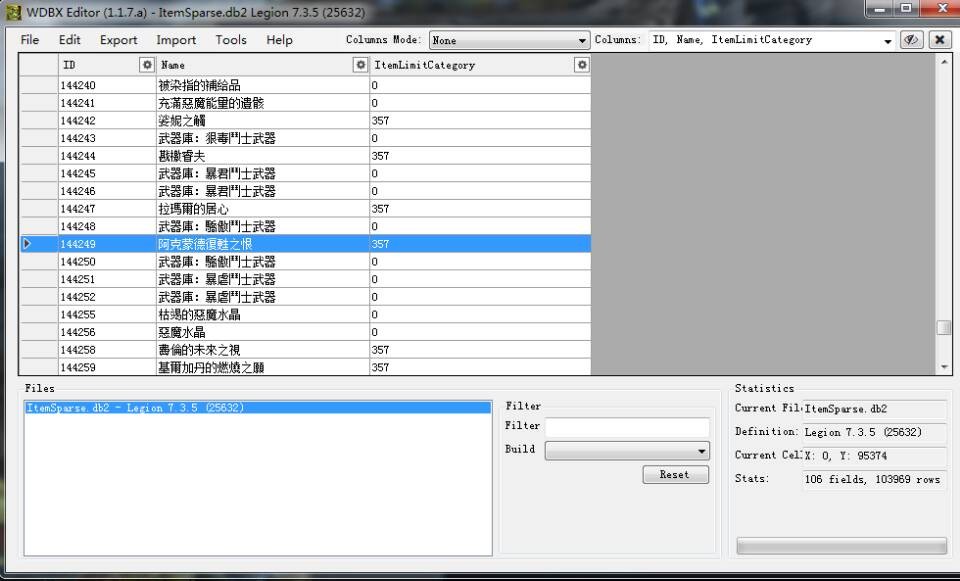 WDBX Editor (1.1.7.a) - ItemSparse.db2 Legion 7.3.5 (25632)
File Edit Export Import Tools Help Columns Mode: None Columns: ID, Name, ItemLimitCategory
ID Name ItemLimitCategory
144240 被染指的補給品 0
144241 充滿惡魔能量的遺骸 0
144242 娑妮之觸 357
144243 武器庫：狠毒鬥士武器 0
144244 戡轍睿夫 357
144245 武器庫：暴君鬥士武器 0
144246 武器庫：暴君鬥士武器 0
144247 拉瑪爾的居心 357
144248 武器庫：驕傲鬥士武器 0
144249 阿克蒙德復甦之恨 357
144250 武器庫：驕傲鬥士武器 0
144251 武器庫：暴虐鬥士武器 0
144252 武器庫：暴虐鬥士武器 0
144255 枯竭的惡魔水晶 0
144256 惡魔水晶 0
144258 書倫的未來之視 357
144259 基爾加丹的燃燒之願 357
Files
ItemSparse.db2 - Legion 7.3.5 (25632)
Filter
Filter
Build
Reset
Statistics
Current Fil ItemSparse.db2
Definition: Legion 7.3.5 (25632)
Current Cel X: 0, Y: 95374
Stats: 106 fields, 103969 rows